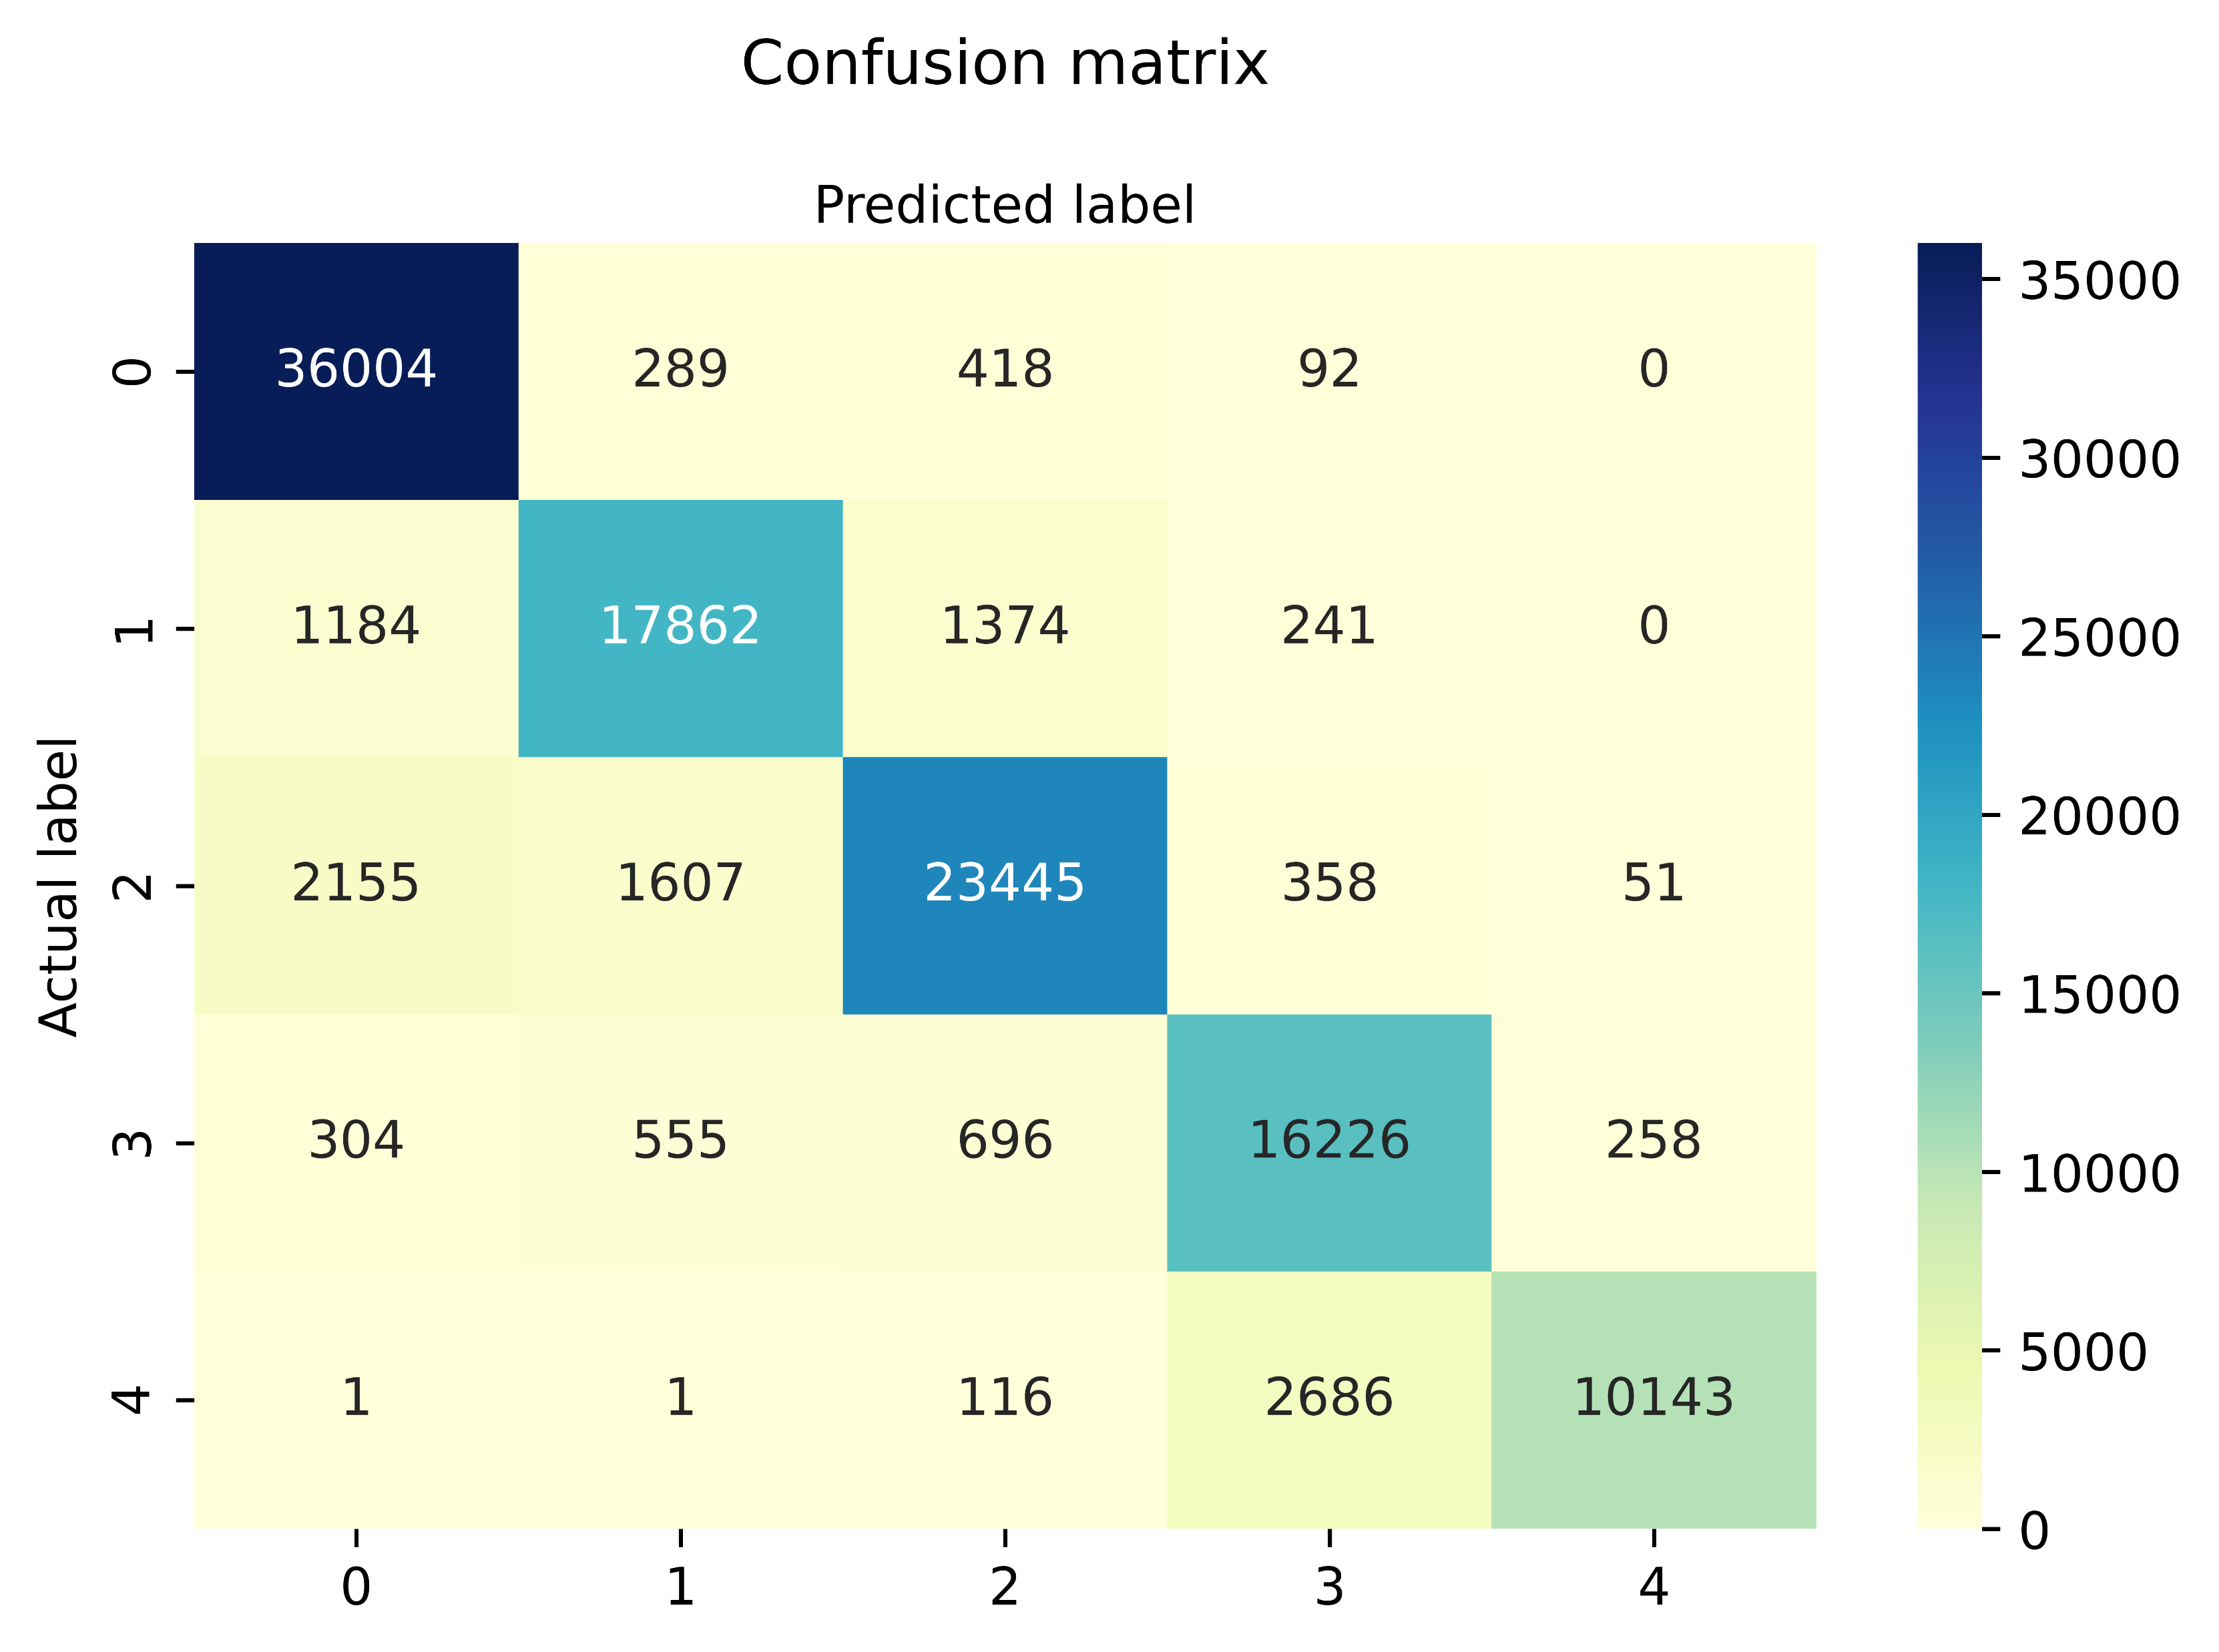 Confusion matrix
Predicted label
Actual label
0 36004 289 418 92 0
1 1184 17862 1374 241 0
2 2155 1607 23445 358 51
3 304 555 696 16226 258
4 1 1 116 2686 10143
0 1 2 3 4
35000
30000
25000
20000
15000
10000
5000
0